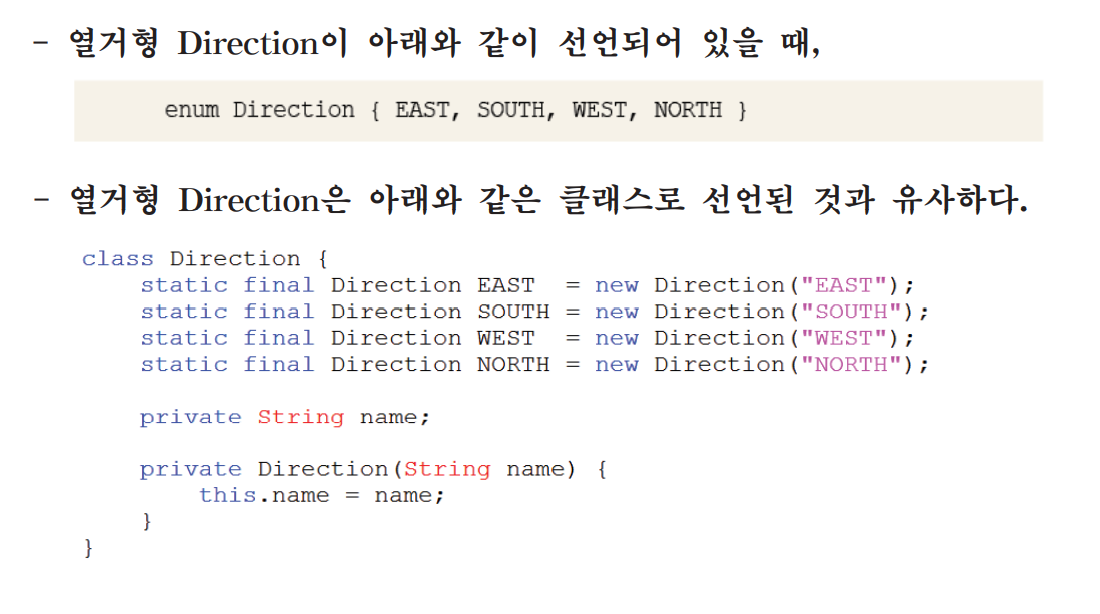 - 열거형 Direction이 아래와 같이 선언되어 있을 때,
enum Direction { EAST, SOUTH, WEST, NORTH }
- 열거형 Direction은 아래와 같은 클래스로 선언된 것과 유사하다.
class Direction {
    static final Direction EAST  = new Direction("EAST");
    static final Direction SOUTH = new Direction("SOUTH");
    static final Direction WEST  = new Direction("WEST");
    static final Direction NORTH = new Direction("NORTH");
    private String name;
    private Direction(String name) {
        this.name = name;
    }
}